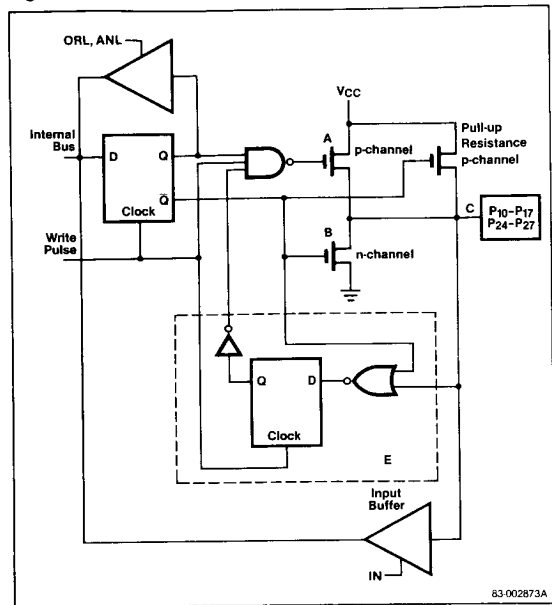 ORL, ANL
VCC
Internal
Bus
D
Q
Q̅
Clock
A
p-channel
Pull-up
Resistance
p-channel
C
P10-P17
P24-P27
Write
Pulse
B
n-channel
Q
D
Clock
E
Input
Buffer
IN
83-002873A